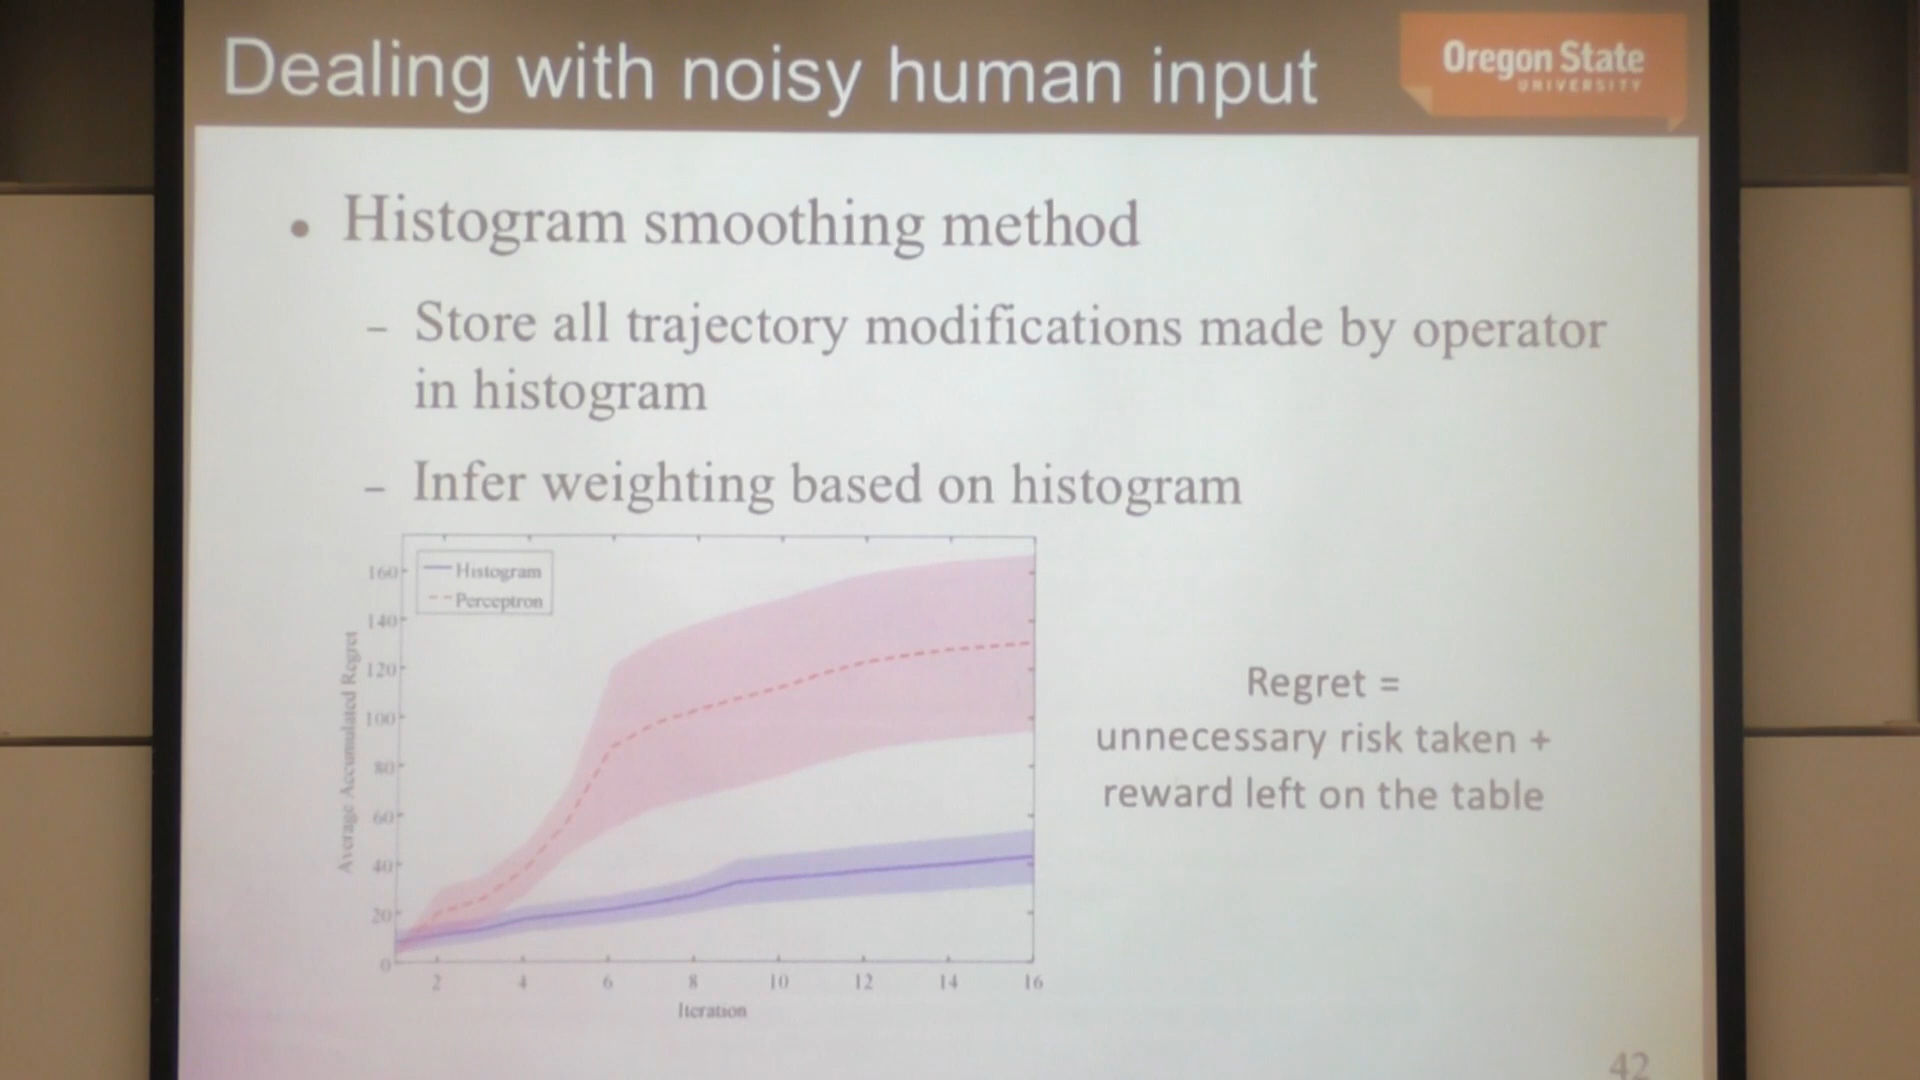 Dealing with noisy human input
Oregon State
UNIVERSITY
• Histogram smoothing method
– Store all trajectory modifications made by operator
in histogram
– Infer weighting based on histogram
Histogram
Perceptron
Average Accumulated Regret
160
140
120
100
80
60
40
20
0
2 4 6 8 10 12 14 16
Iteration
Regret =
unnecessary risk taken +
reward left on the table
42